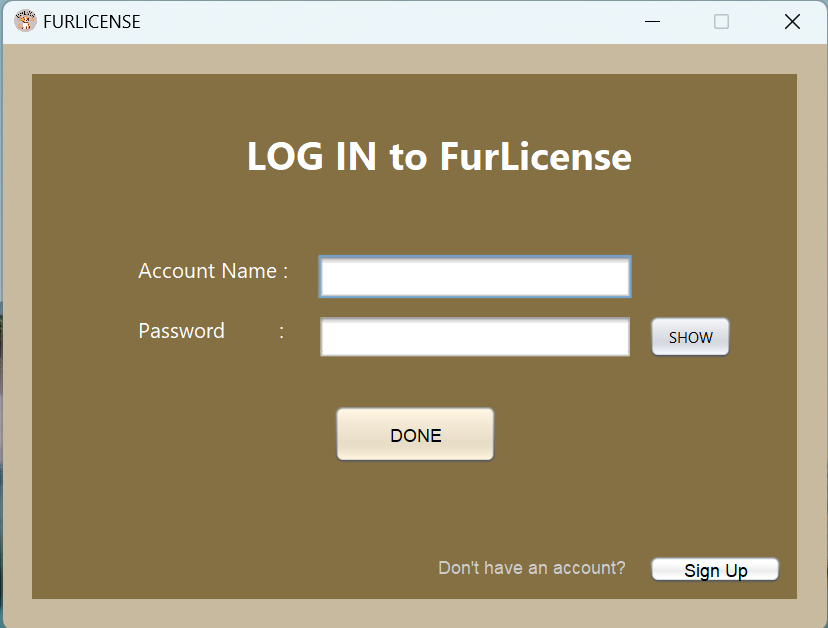 FURLICENSE
LOG IN to FurLicense
Account Name :
Password :
SHOW
DONE
Don't have an account?
Sign Up